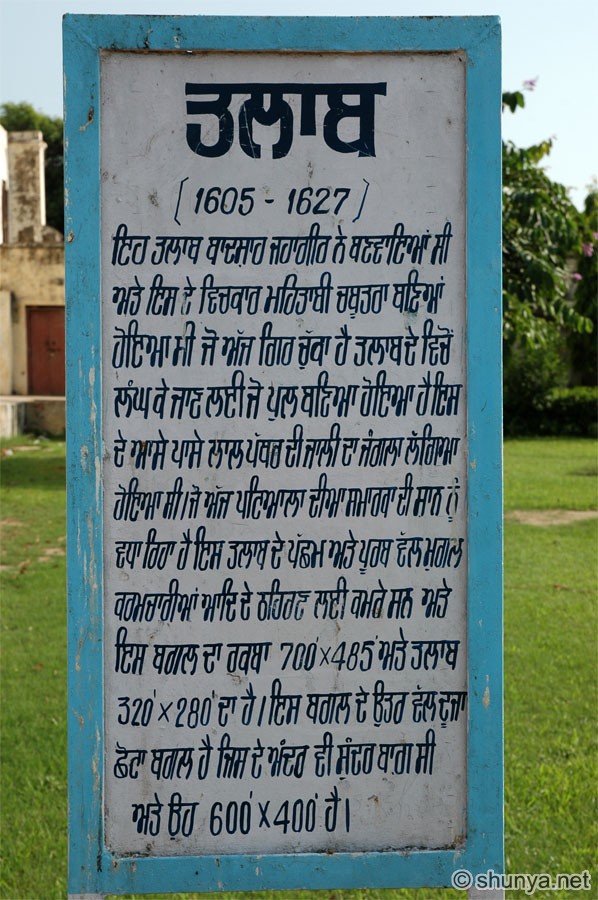 ਤਲਾਬ
(1605 - 1627)
ਇਹ ਤਲਾਬ ਬਾਦਸ਼ਾਹ ਜਹਾਗੀਰ ਨੇ ਬਣਵਾਇਆਂ ਸੀ
ਅਤੇ ਇਸ ਦੇ ਵਿਚਕਾਰ ਮਹਿਤਾਬੀ ਚਬੂਤਰਾ ਬਣਿਆਂ
ਹੋਇਆ ਸੀ ਜੋ ਅੱਜ ਗਿਰ ਚੁੱਕਾ ਹੈ ਤਲਾਬ ਦੇ ਵਿਚੋਂ
ਲੰਘ ਕੇ ਜਾਣ ਲਈ ਜੋ ਪੁਲ ਬਣਿਆ ਹੋਇਆ ਹੈ ਇਸ
ਦੇ ਆਸੇ ਪਾਸੇ ਲਾਲ ਪੱਥਰ ਦੀ ਜਾਲੀ ਦਾ ਜੰਗਲਾ ਲੱਗਿਆ
ਹੋਇਆ ਸੀ। ਜੋ ਅੱਜ ਪਟਿਆਲਾ ਦੀਆ ਸਮਾਰਕਾ ਦੀ ਸਾਨ ਨੂੰ
ਵਧਾ ਰਿਹਾ ਹੈ ਇਸ ਤਲਾਬ ਦੇ ਪੱਛਮ ਅਤੇ ਪੂਰਬ ਵੱਲ ਮੁਗਲ
ਕਰਮਚਾਰੀਆਂ ਆਦਿ ਦੇ ਠਹਿਰਣ ਲਈ ਕਮਰੇ ਸਨ ਅਤੇ
ਇਸ ਬਗਲ ਦਾ ਰਕਬਾ 700'×485' ਅਤੇ ਤਲਾਬ
320'×280' ਦਾ ਹੈ। ਇਸ ਬਗਲ ਦੇ ਉਤਰ ਵੱਲ ਦੂਜਾ
ਛੋਟਾ ਬਗਲ ਹੈ ਜਿਸ ਦੇ ਅੰਦਰ ਵੀ ਸੁੰਦਰ ਬਾਗ਼ ਸੀ
ਅਤੇ ਉਹ 600'×400' ਹੈ।
© shunya.net